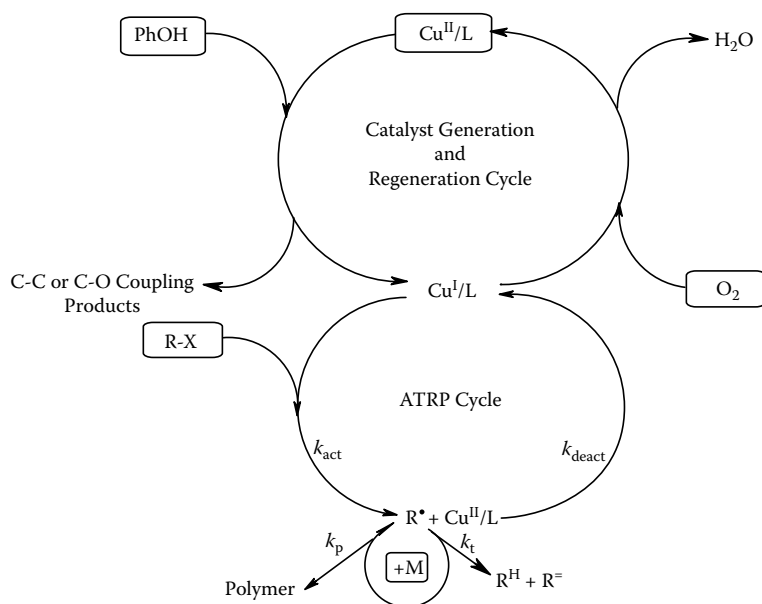 PhOH
Cu^II/L
H₂O
Catalyst Generation
and
Regeneration Cycle
C-C or C-O Coupling
Products
Cu^I/L
O₂
R-X
ATRP Cycle
k_act
k_deact
R• + Cu^II/L
k_p
k_t
+M
Polymer
R^H + R^=